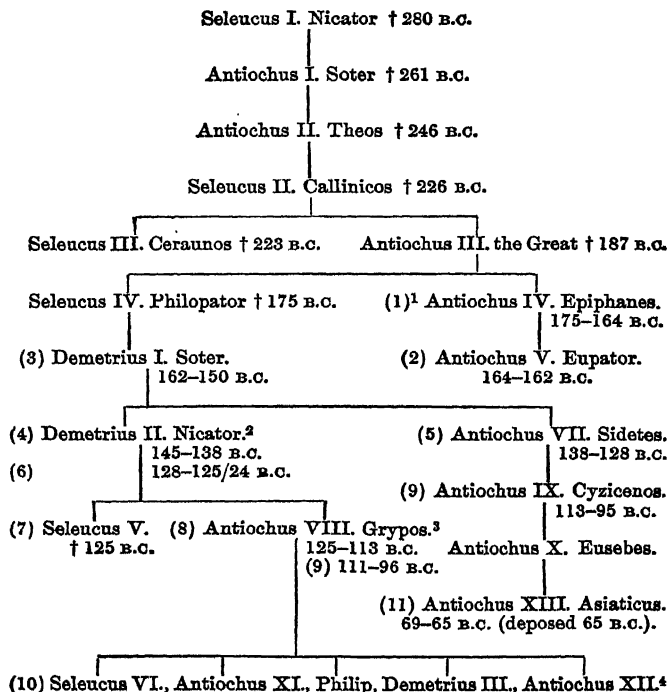 Seleucus I. Nicator † 280 B.C.
Antiochus I. Soter † 261 B.C.
Antiochus II. Theos † 246 B.C.
Seleucus II. Callinicos † 226 B.C.
Seleucus III. Ceraunos † 223 B.C. Antiochus III. the Great † 187 B.C.
Seleucus IV. Philopator † 175 B.C. (1)¹ Antiochus IV. Epiphanes.
175–164 B.C.
(3) Demetrius I. Soter. (2) Antiochus V. Eupator.
162–150 B.C. 164–162 B.C.
(4) Demetrius II. Nicator.² (5) Antiochus VII. Sidetes.
145–138 B.C. 138–128 B.C.
(6) 128–125/24 B.C.
(9) Antiochus IX. Cyzicenos.
113–95 B.C.
(7) Seleucus V. (8) Antiochus VIII. Grypos.³
† 125 B.C. 125–113 B.C. Antiochus X. Eusebes.
(9) 111–96 B.C.
(11) Antiochus XIII. Asiaticus.
69–65 B.C. (deposed 65 B.C.).
(10) Seleucus VI., Antiochus XI., Philip, Demetrius III., Antiochus XII.⁴